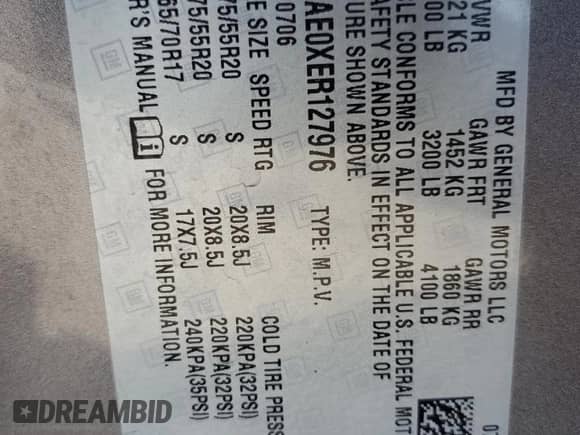 MFD BY GENERAL MOTORS LLC
VWR GAWR FRT GAWR RR
21 KG 1452 KG 1860 KG
00 LB 3200 LB 4100 LB
LE CONFORMS TO ALL APPLICABLE U.S. FEDERAL MOT
AFETY STANDARDS IN EFFECT ON THE DATE OF
URE SHOWN ABOVE.
AE0XER127976 TYPE: M.P.V.
0706
E SIZE SPEED RTG RIM COLD TIRE PRESS
75/55R20 S 20X8.5J 220KPA(32PSI)
75/55R20 S 20X8.5J 220KPA(32PSI)
65/70R17 S 17X7.5J 240KPA(35PSI)
R'S MANUAL FOR MORE INFORMATION.
GM
DREAMBID